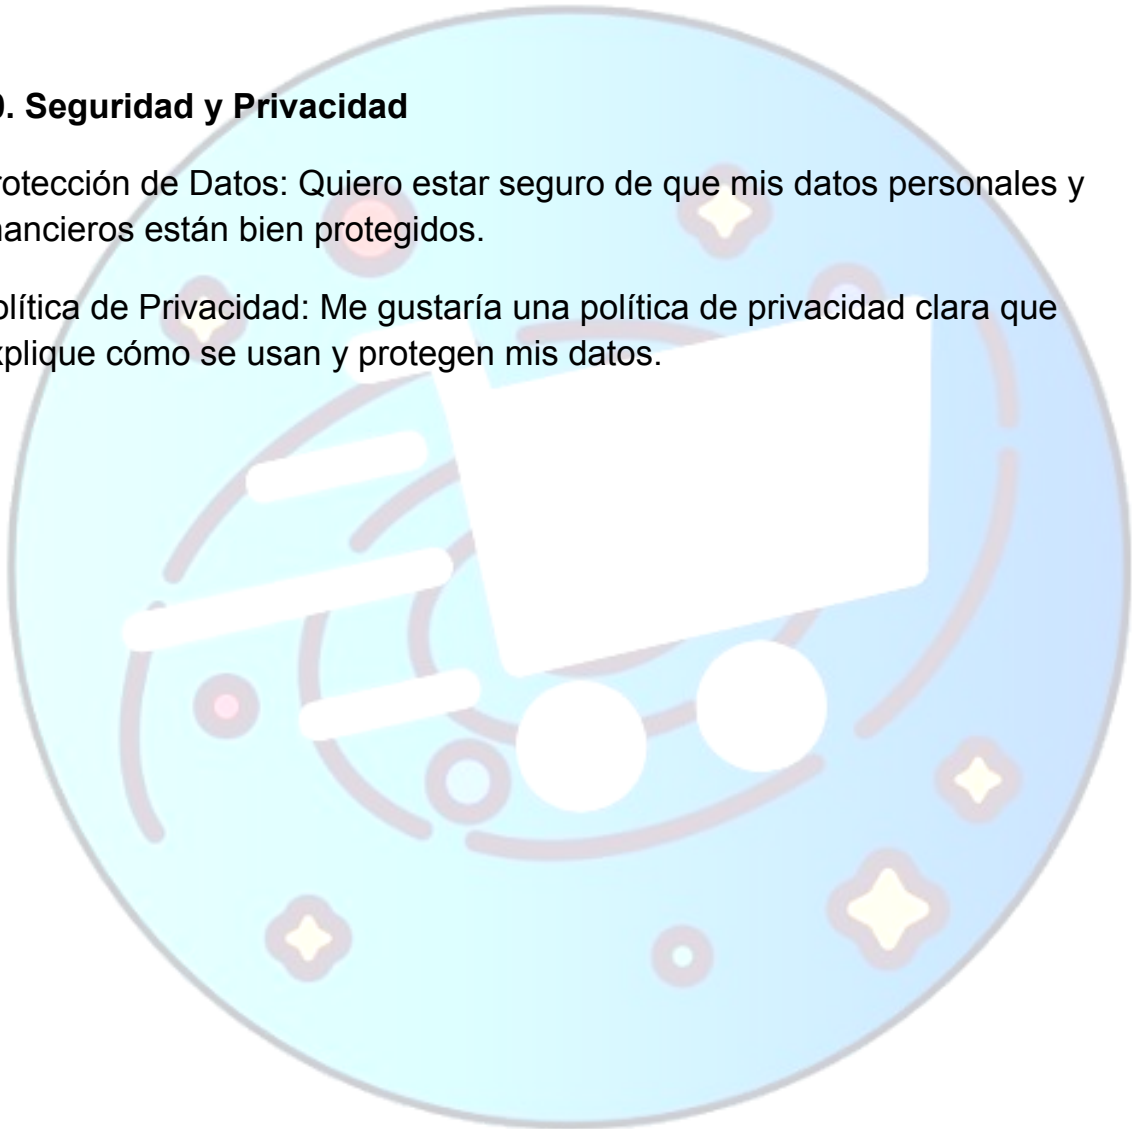 0. Seguridad y Privacidad
rotección de Datos: Quiero estar seguro de que mis datos personales y
nancieros están bien protegidos.
olítica de Privacidad: Me gustaría una política de privacidad clara que
xplique cómo se usan y protegen mis datos.